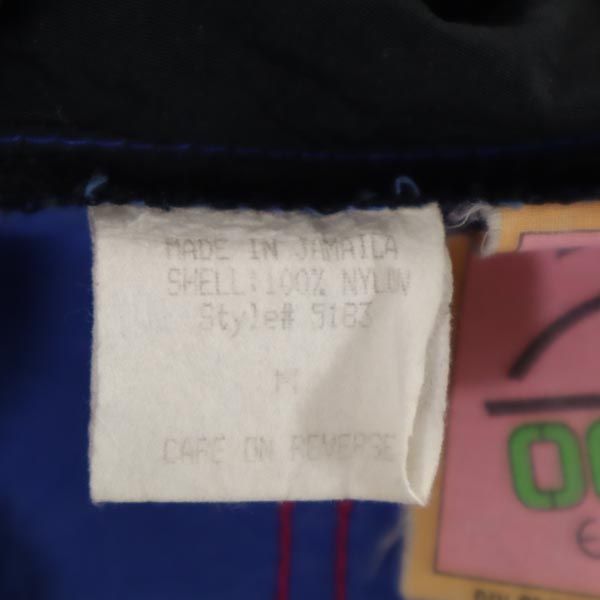 MADE IN JAMAICA
SHELL:100% NYLON
Style# 5183
M
CARE ON REVERSE